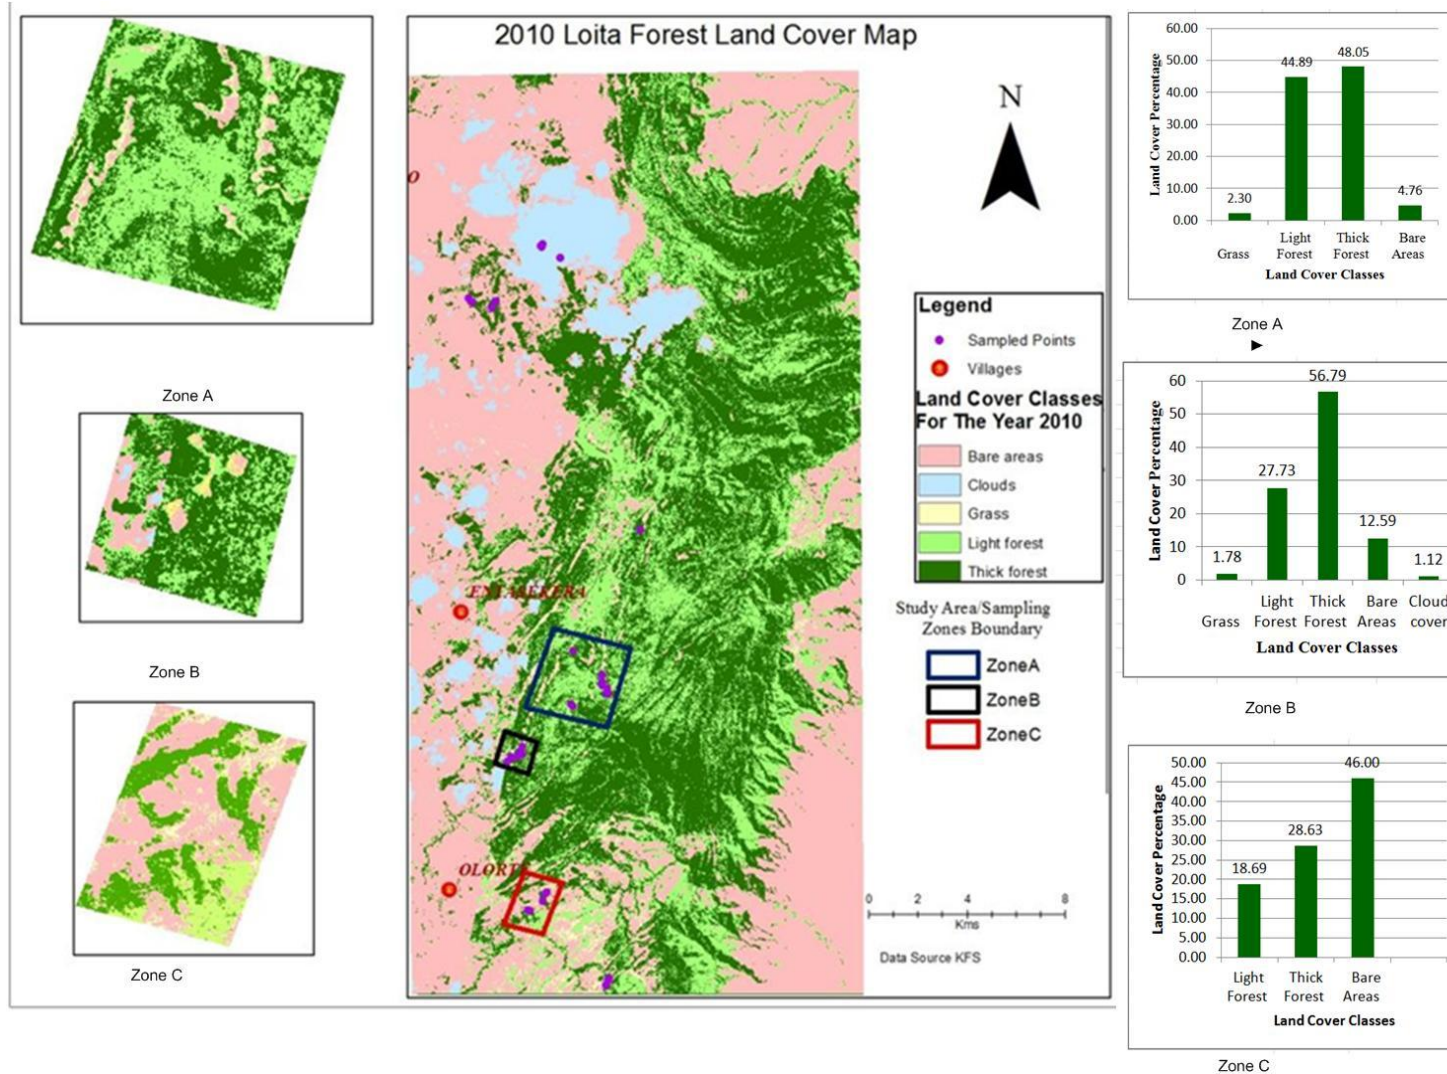 2010 Loita Forest Land Cover Map
N
O
ENTASEKERA
Legend
Sampled Points
Villages
Land Cover Classes
For The Year 2010
Bare areas
Clouds
Grass
Light forest
Thick forest
Study Area/Sampling
Zones Boundary
ZoneA
ZoneB
ZoneC
0 2 4 8
Kms
Data Source KFS
Zone A
Zone B
Zone C
60.00
50.00
40.00
30.00
20.00
10.00
0.00
Land Cover Percentage
2.30
44.89
48.05
4.76
Grass
Light
Forest
Thick
Forest
Bare
Areas
Land Cover Classes
Zone A
60
50
40
30
20
10
0
Land Cover Percentage
1.78
27.73
56.79
12.59
1.12
Grass
Light
Forest
Thick
Forest
Bare
Areas
Cloud
cover
Land Cover Classes
Zone B
50.00
45.00
40.00
35.00
30.00
25.00
20.00
15.00
10.00
5.00
0.00
Land Cover Percentage
18.69
28.63
46.00
Light
Forest
Thick
Forest
Bare
Areas
Land Cover Classes
Zone C